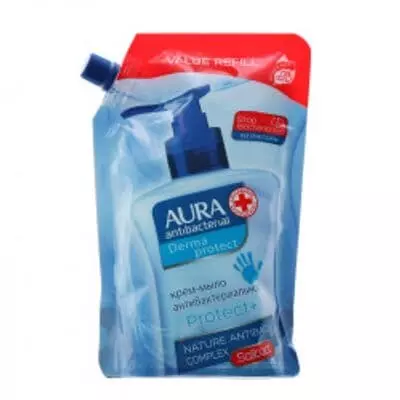 VALUE REFILL
AURA
antibacterial
Derma
protect
крем-мыло
антибактериальное
Protect+
NATURE ANTIBAC
COMPLEX